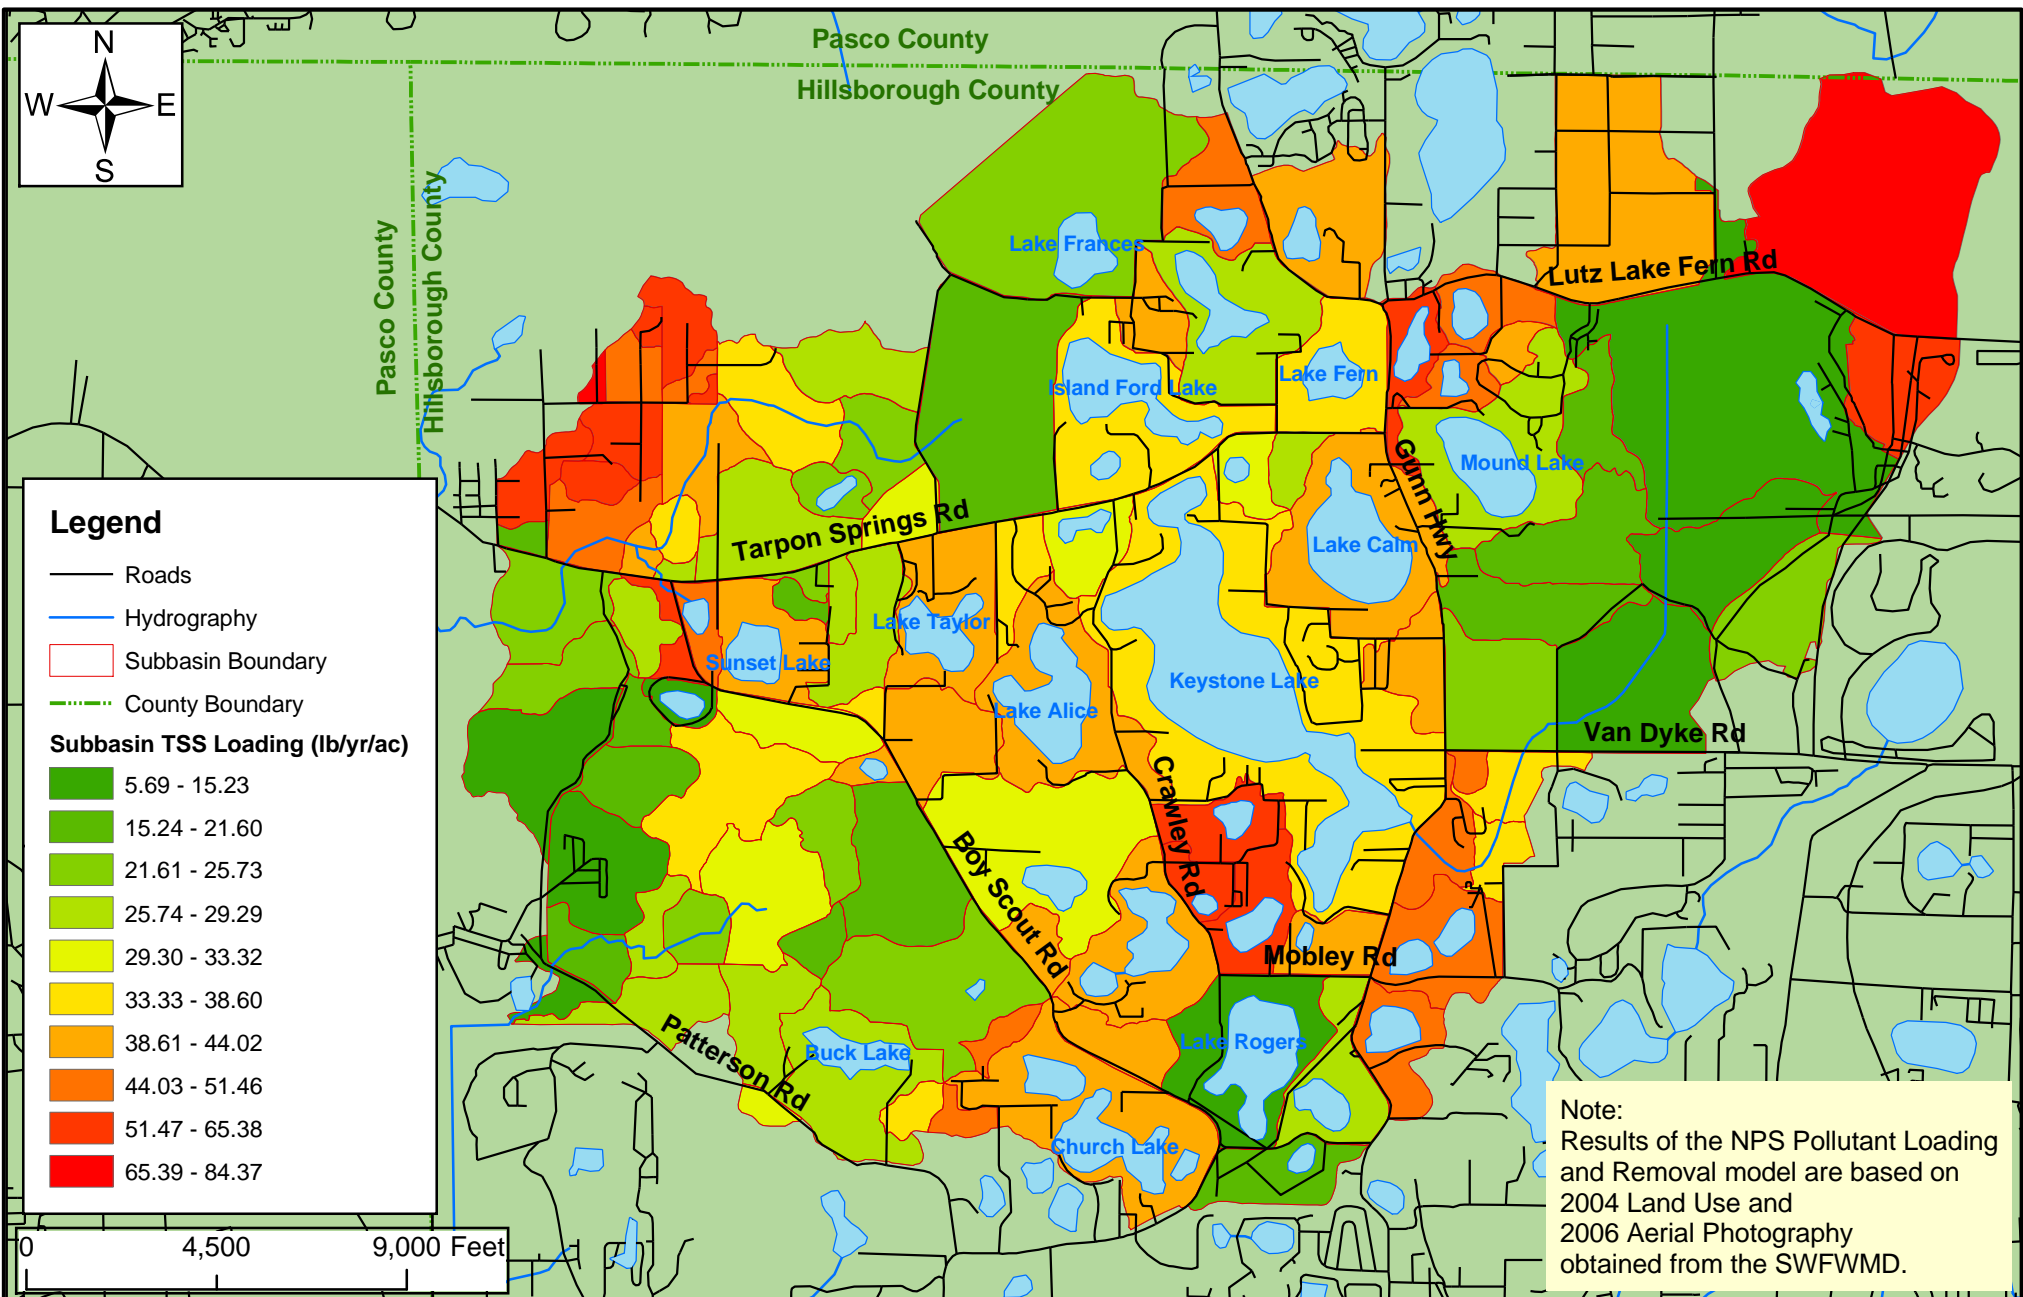 N
W
E
S
Pasco County
Hillsborough County
Pasco County
Hillsborough County
Lake Frances
Lutz Lake Fern Rd
Island Ford Lake
Lake Fern
Gunn Hwy
Mound Lake
Tarpon Springs Rd
Lake Calm
Lake Taylor
Sunset Lake
Keystone Lake
Lake Alice
Van Dyke Rd
Crawley Rd
Boy Scout Rd
Mobley Rd
Patterson Rd
Buck Lake
Lake Rogers
Church Lake
Legend
Roads
Hydrography
Subbasin Boundary
County Boundary
Subbasin TSS Loading (lb/yr/ac)
5.69 - 15.23
15.24 - 21.60
21.61 - 25.73
25.74 - 29.29
29.30 - 33.32
33.33 - 38.60
38.61 - 44.02
44.03 - 51.46
51.47 - 65.38
65.39 - 84.37
0 4,500 9,000 Feet
Note:
Results of the NPS Pollutant Loading
and Removal model are based on
2004 Land Use and
2006 Aerial Photography
obtained from the SWFWMD.